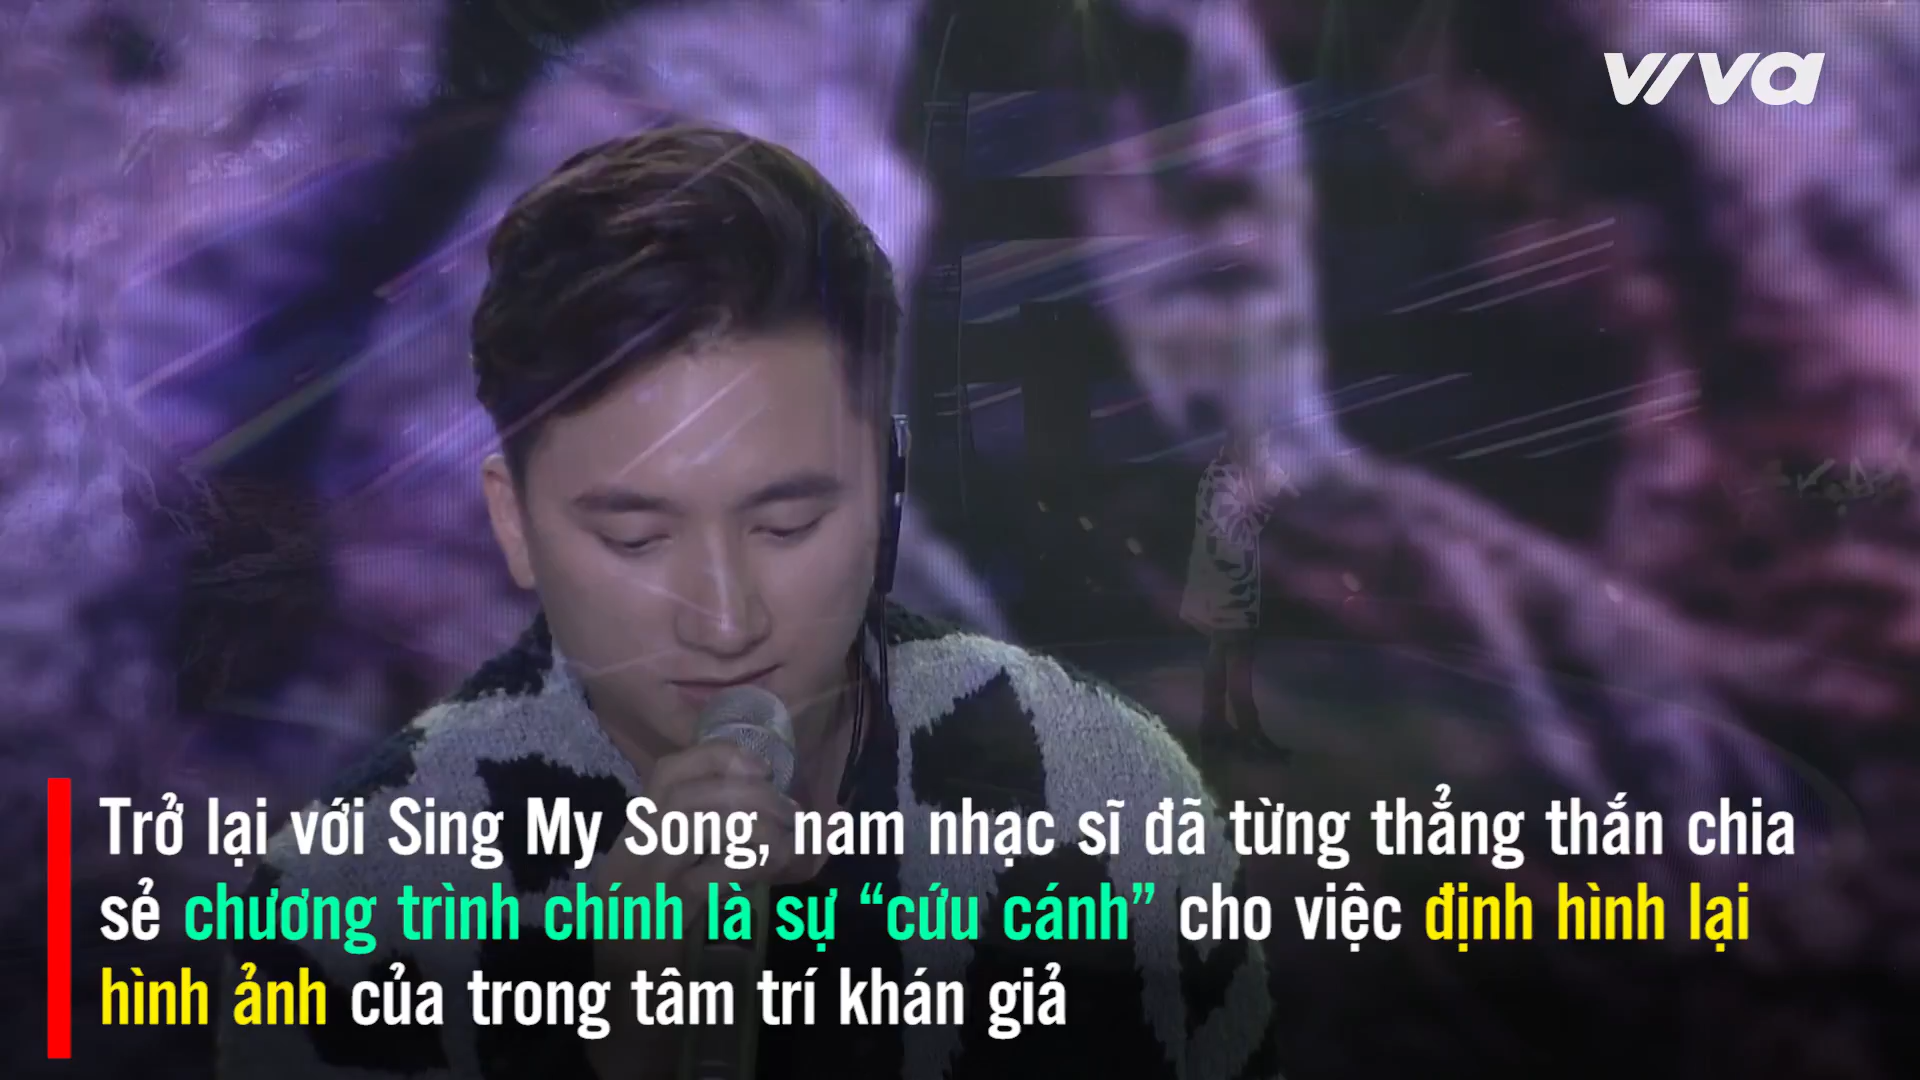 viva
Trở lại với Sing My Song, nam nhạc sĩ đã từng thẳng thắn chia
sẻ chương trình chính là sự “cứu cánh” cho việc định hình lại
hình ảnh của trong tâm trí khán giả